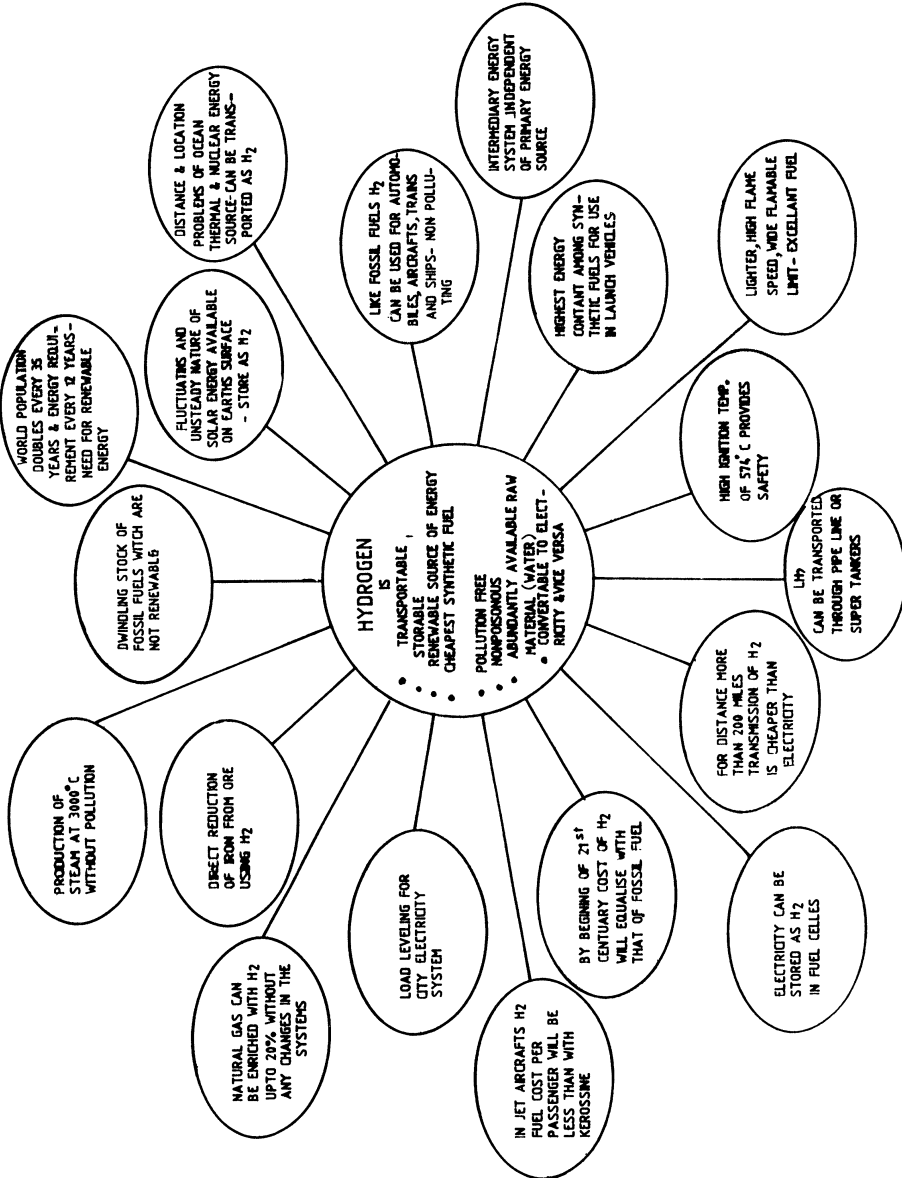 HYDROGEN
IS
• TRANSPORTABLE,
• STORABLE
RENEWABLE SOURCE OF ENERGY
• CHEAPEST SYNTHETIC FUEL
• POLLUTION FREE
• NONPOISONOUS
• ABUNDANTLY AVAILABLE RAW
MATERIAL (WATER)
• CONVERTABLE TO ELECT-
RICITY & VICE VERSA
DWINDLING STOCK OF
FOSSIL FUELS WITCH ARE
NOT RENEWABLE
WORLD POPULATION
DOUBLES EVERY 35
YEARS & ENERGY REQUI-
REMENT EVERY 12 YEARS-
NEED FOR RENEWABLE
ENERGY
FLUCTUATING AND
UNSTEADY NATURE OF
SOLAR ENERGY AVAILABLE
ON EARTHS SURFACE
- STORE AS H2
DISTANCE & LOCATION
PROBLEMS OF OCEAN
THERMAL & NUCLEAR ENERGY
SOURCE-CAN BE TRANS-
PORTED AS H2
LIKE FOSSIL FUELS H2
CAN BE USED FOR AUTOMO-
BILES, AIRCRAFTS, TRAINS
AND SHIPS- NON POLLU-
TING
INTERMEDIARY ENERGY
SYSTEM INDEPENDENT
OF PRIMARY ENERGY
SOURCE
HIGHEST ENERGY
CONTANT AMONG SYN-
THETIC FUELS FOR USE
IN LAUNCH VEHICLES
LIGHTER, HIGH FLAME
SPEED, WIDE FLAMABLE
LIMIT- EXCELLANT FUEL
HIGH IGNITION TEMP.
OF 574°C PROVIDES
SAFETY
LH2
CAN BE TRANSPORTED
THROUGH PIPE LINE OR
SUPER TANKERS
FOR DISTANCE MORE
THAN 200 MILES
TRANSMISSION OF H2
IS CHEAPER THAN
ELECTRICITY
ELECTRICITY CAN BE
STORED AS H2
IN FUEL CELLES
BY BEGINING OF 21st
CENTUARY COST OF H2
WILL EQUALISE WITH
THAT OF FOSSIL FUEL
IN JET AIRCRAFTS H2
FUEL COST PER
PASSENGER WILL BE
LESS THAN WITH
KEROSSINE
LOAD LEVELING FOR
CITY ELECTRICITY
SYSTEM
NATURAL GAS CAN
BE ENRICHED WITH H2
UPTO 20% WITHOUT
ANY CHANGES IN THE
SYSTEMS
DIRECT REDUCTION
OF IRON FROM ORE
USING H2
PRODUCTION OF
STEAM AT 3000°C
WITHOUT POLLUTION